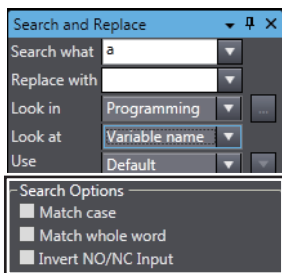 Search and Replace
Search what a
Replace with
Look in Programming ...
Look at Variable name
Use Default
Search Options
Match case
Match whole word
Invert NO/NC Input